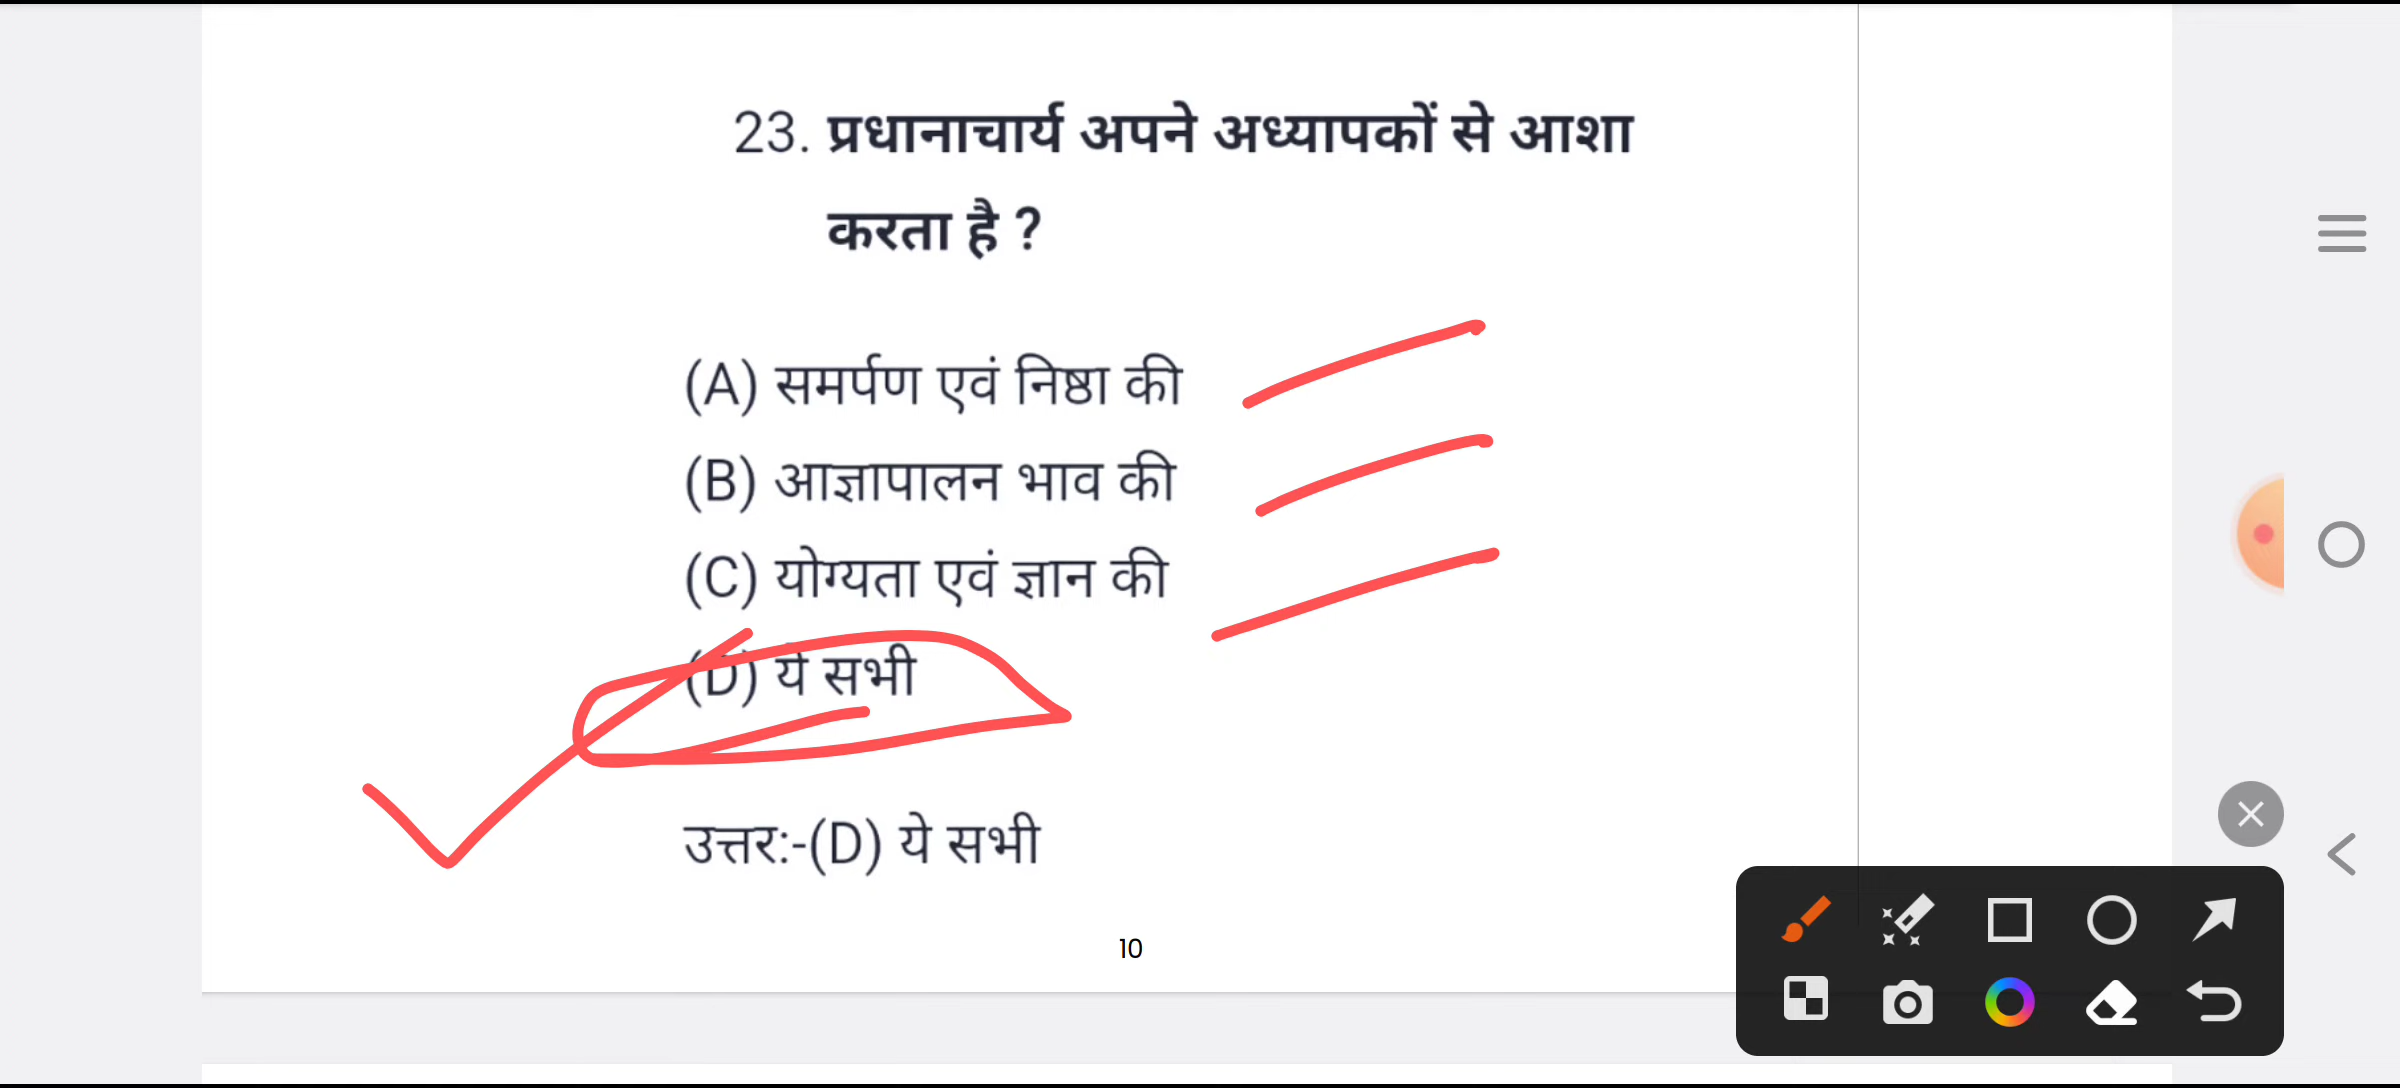 23. प्रधानाचार्य अपने अध्यापकों से आशा
करता है ?
(A) समर्पण एवं निष्ठा की
(B) आज्ञापालन भाव की
(C) योग्यता एवं ज्ञान की
(D) ये सभी
उत्तर:-(D) ये सभी
10